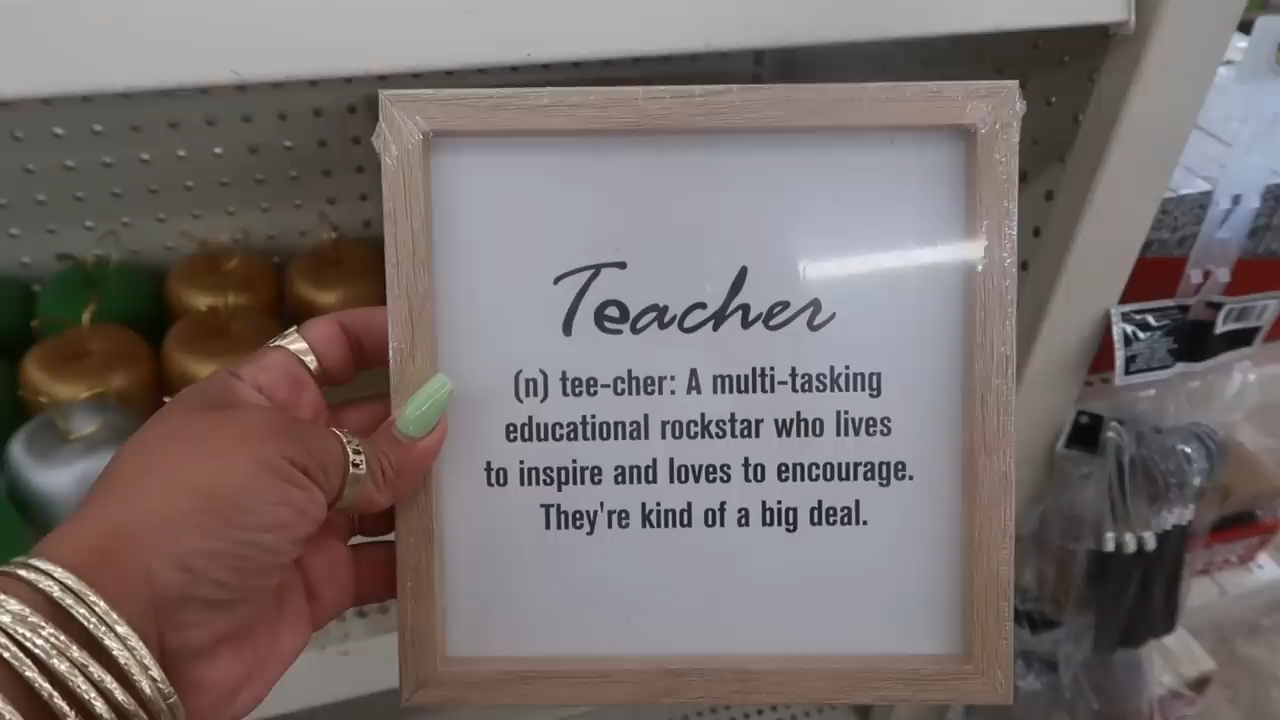 Teacher
(n) tee-cher: A multi-tasking
educational rockstar who lives
to inspire and loves to encourage.
They're kind of a big deal.